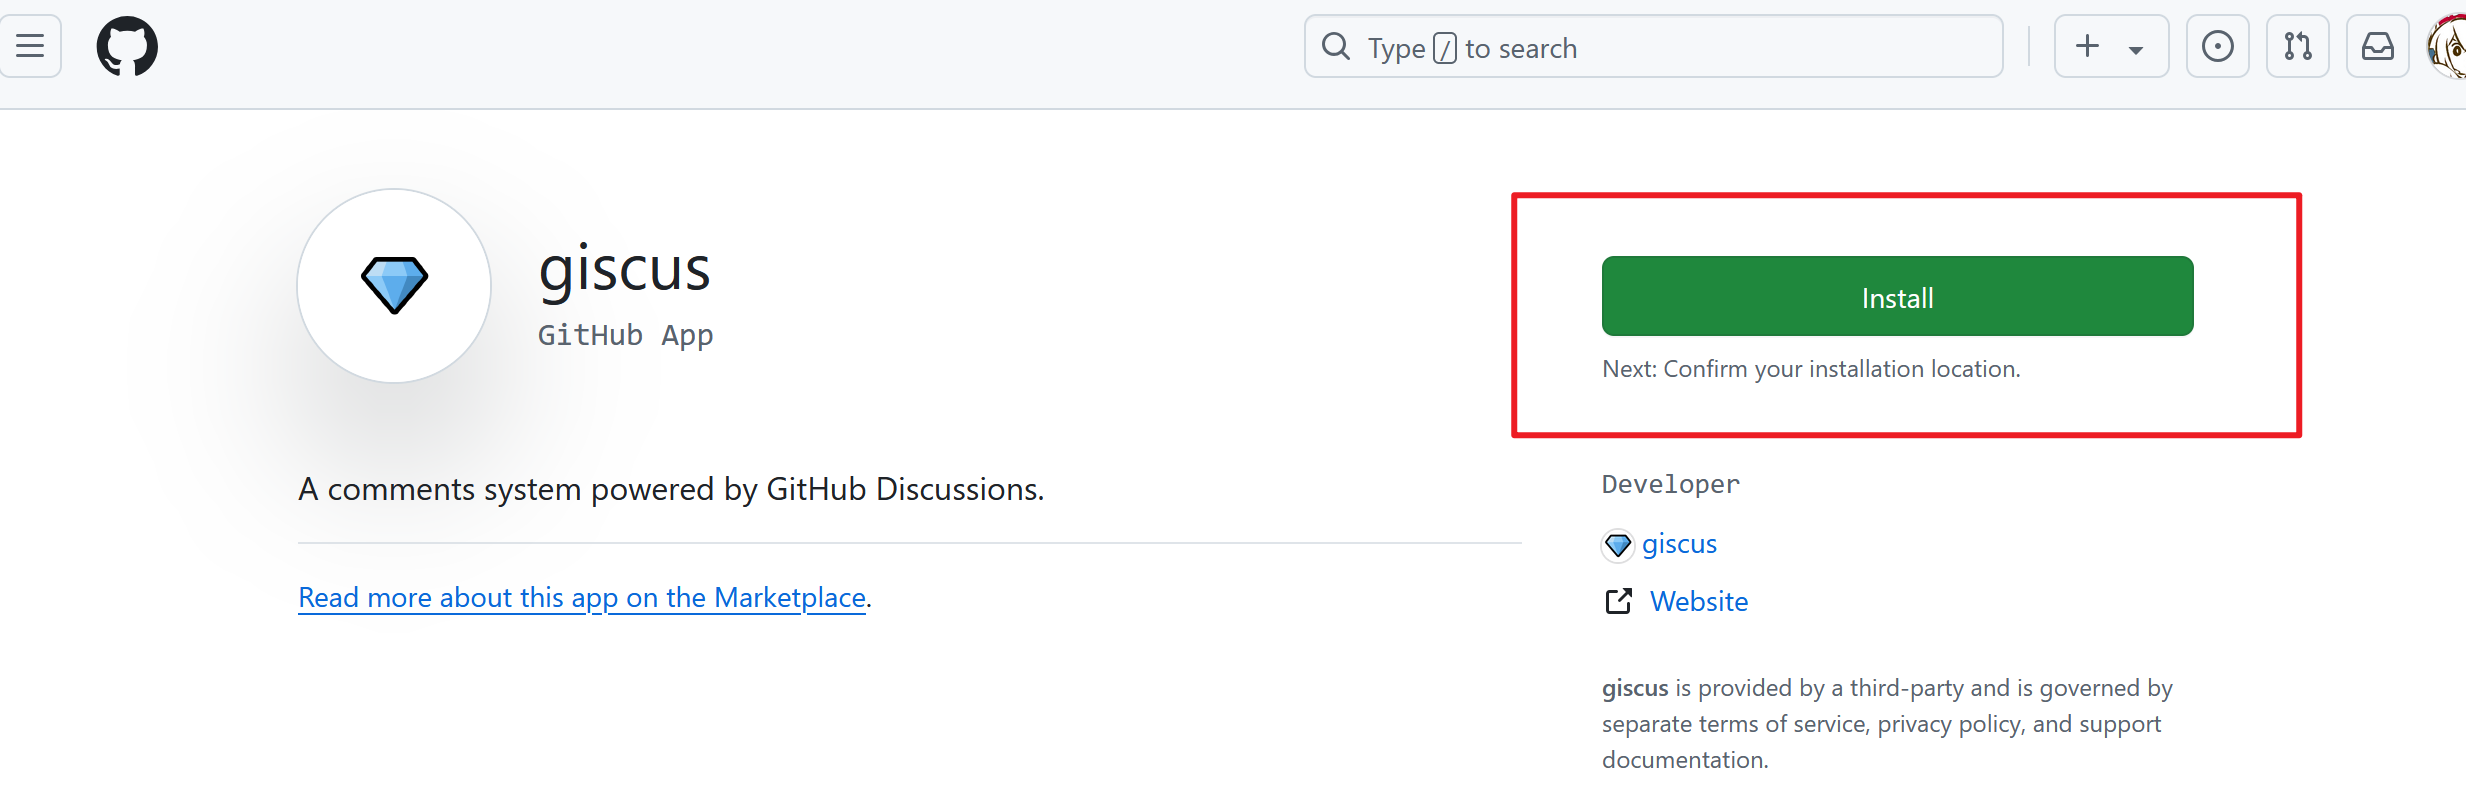 Type / to search
giscus
GitHub App
Install
Next: Confirm your installation location.
A comments system powered by GitHub Discussions.
Read more about this app on the Marketplace.
Developer
giscus
Website
giscus is provided by a third-party and is governed by
separate terms of service, privacy policy, and support
documentation.